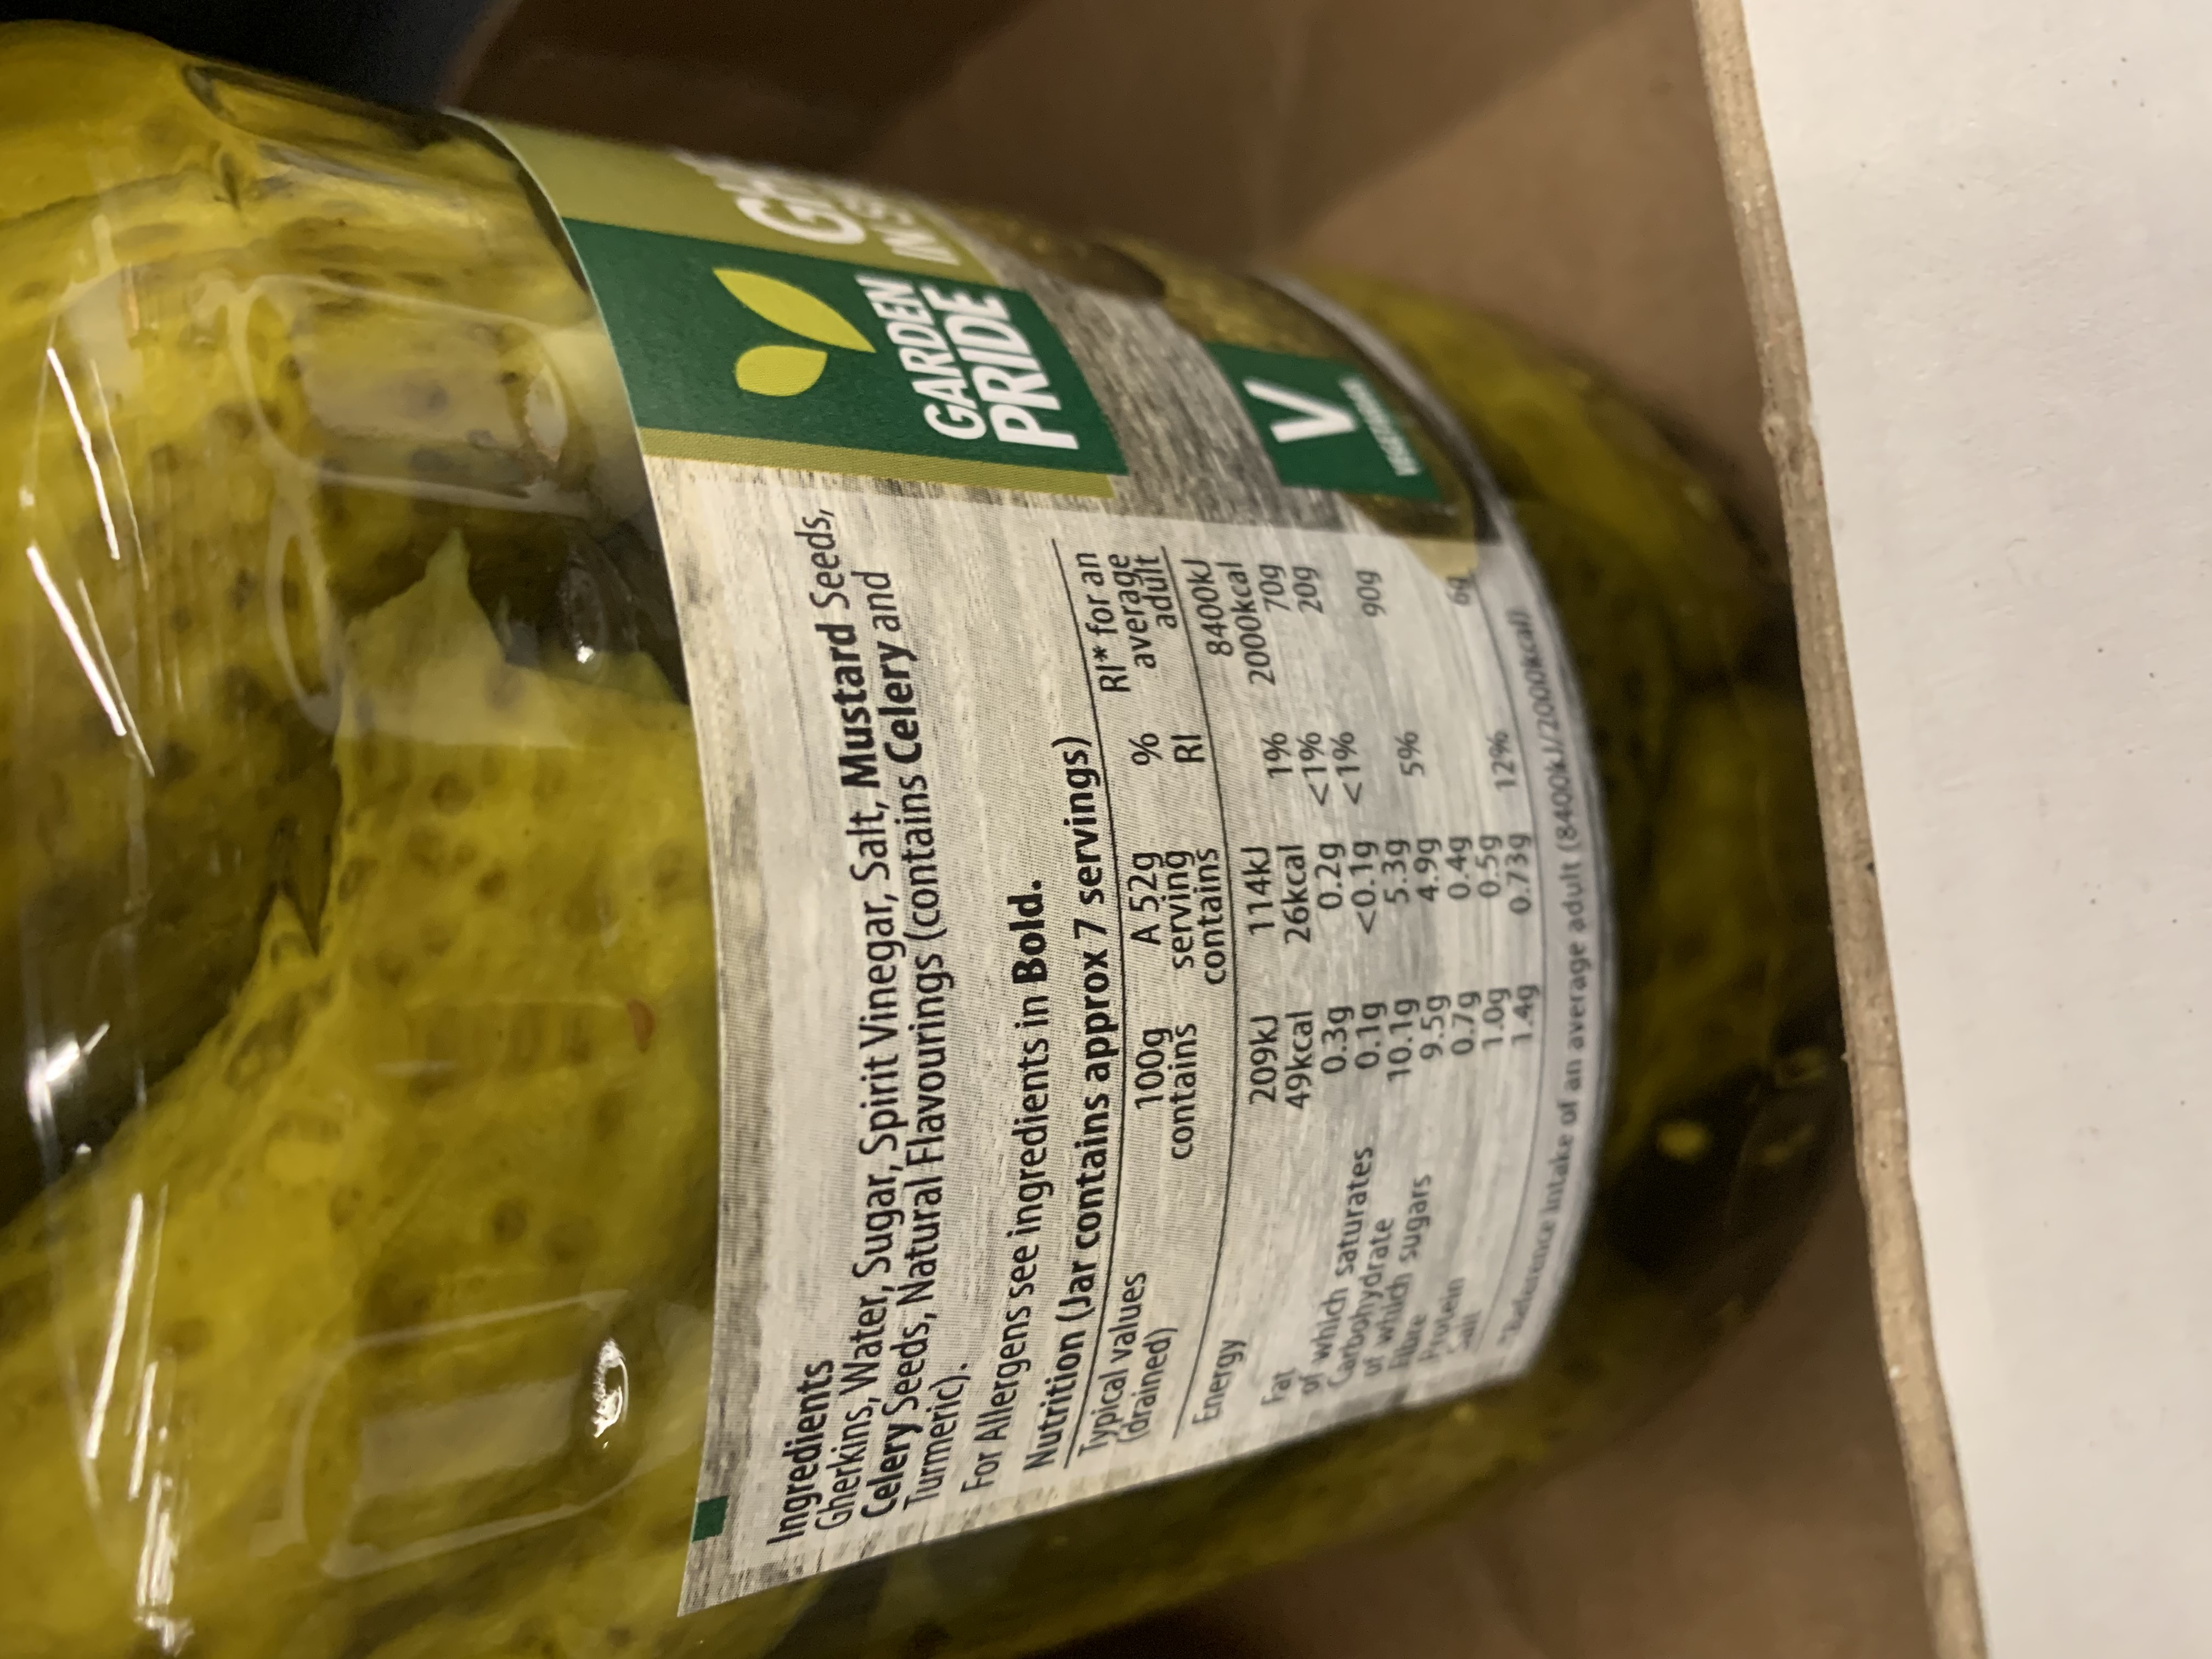 Ingredients
Gherkins, Water, Sugar, Spirit Vinegar, Salt, Mustard Seeds,
Celery Seeds, Natural Flavourings (contains Celery and
Turmeric).
For Allergens see ingredients in Bold.
Nutrition (Jar contains approx 7 servings)
Typical values (drained) 100g contains A 52g serving contains % RI RI* for an average adult
Energy 209kJ 114kJ 8400kJ
49kcal 26kcal 1% 2000kcal
Fat 0.3g 0.2g <1% 70g
of which saturates 0.1g <0.1g <1% 20g
Carbohydrate 10.1g 5.3g
of which sugars 9.5g 4.9g 5% 90g
Fibre 0.7g 0.4g
Protein 1.0g 0.5g
Salt 1.4g 0.73g 12% 6g
*Reference intake of an average adult (8400kJ/2000kcal)
GARDEN
PRIDE
V
VEGETARIAN
GH
IN S